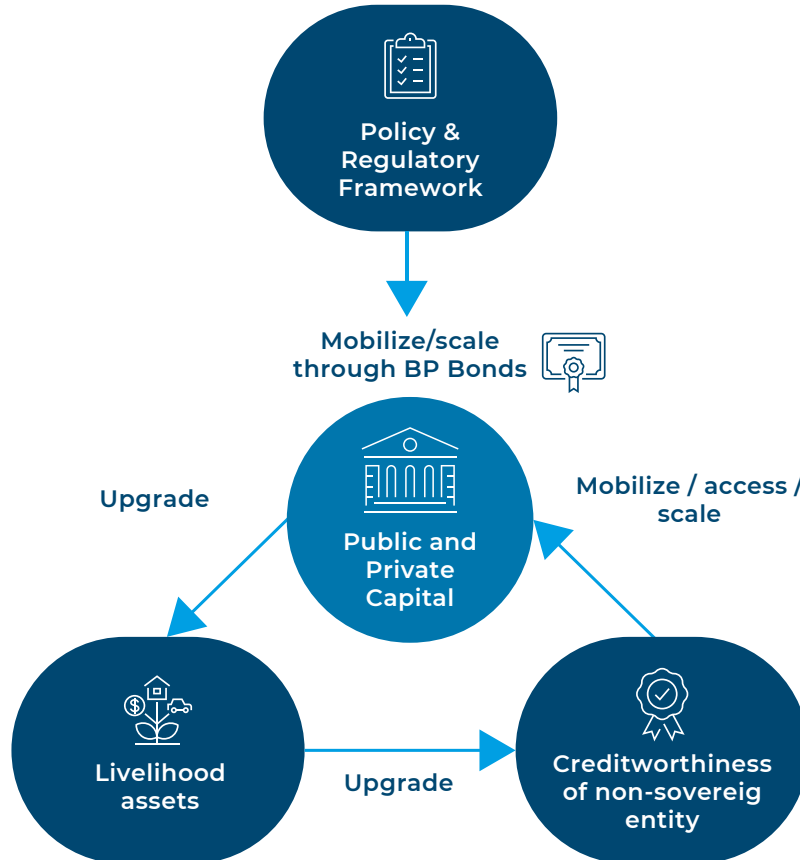 Policy &
Regulatory
Framework
Mobilize/scale
through BP Bonds
Upgrade
Mobilize / access /
scale
Public and
Private
Capital
Livelihood
assets
Upgrade
Creditworthiness
of non-sovereig
entity